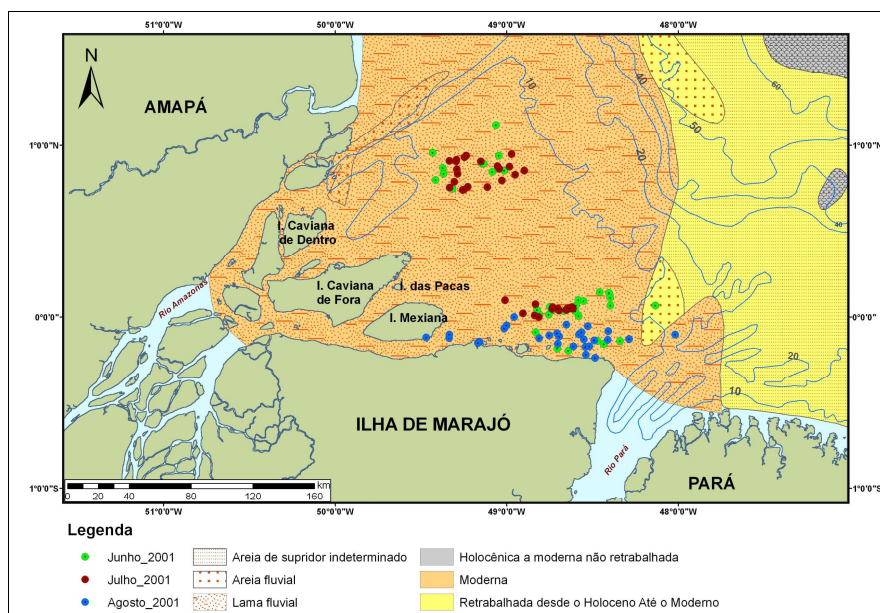 51°0'0"W 50°0'0"W 49°0'0"W 48°0'0"W
N
AMAPÁ
10
40
20
50
60
40
1°0'0"N 1°0'0"N
I. Caviana
de Dentro
I. Caviana
de Fora
I. das Pacas
I. Mexiana
Rio Amazonas
0°0'0" 0°0'0"
20
10
ILHA DE MARAJÓ
Rio Pará
PARÁ
1°0'0"S 1°0'0"S
km
0 20 40 80 120 160
51°0'0"W 50°0'0"W 49°0'0"W 48°0'0"W
Legenda
Junho_2001 Areia de supridor indeterminado Holocênica a moderna não retrabalhada
Julho_2001 Areia fluvial Moderna
Agosto_2001 Lama fluvial Retrabalhada desde o Holoceno Até o Moderno